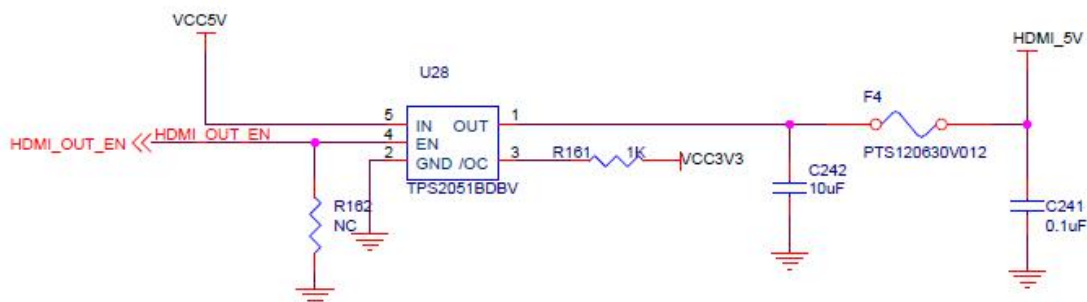 VCC5V
HDMI_5V
U28
F4
5 IN OUT 1
HDMI_OUT_EN HDMI_OUT_EN 4 EN
2 GND /OC 3 R161 1K VCC3V3
TPS2051BDBV
PTS120630V012
C242
10uF
R162
NC
C241
0.1uF